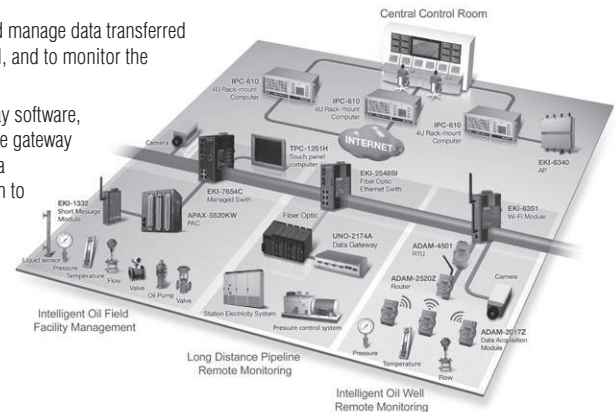 d manage data transferred
l, and to monitor the
ay software,
e gateway
a
n to
Central Control Room
IPC-610
4U Rack-mount
Computer
IPC-610
4U Rack-mount
Computer
IPC-610
4U Rack-mount
Computer
INTERNET
EKI-6340
AP
Camera
TPC-1251H
Touch panel
computer
EKI-7654C
Managed Swith
EKI-2548SI
Fiber Optic
Ethernet Swith
EKI-6351
Wi-Fi Module
EKI-1332
Short Message
Module
APAX-5520KW
PAC
Fiber Optic
UNO-2174A
Data Gateway
ADAM-4501
RTU
ADAM-2520Z
Router
Camera
ADAM-2017Z
Data Acquisition
Module
Liquid sensor
Pressure
Temperature
Flow
Valve
Oil Pump
Valve
Station Electricity System
Pressure control system
Pressure
Temperature
Flow
Intelligent Oil Field
Facility Management
Long Distance Pipeline
Remote Monitoring
Intelligent Oil Well
Remote Monitoring